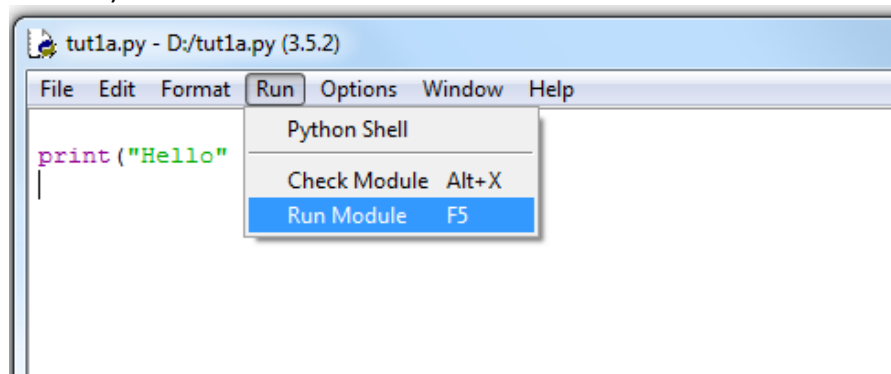 tut1a.py - D:/tut1a.py (3.5.2)
File Edit Format Run Options Window Help
Python Shell
print("Hello"
Check Module Alt+X
Run Module F5